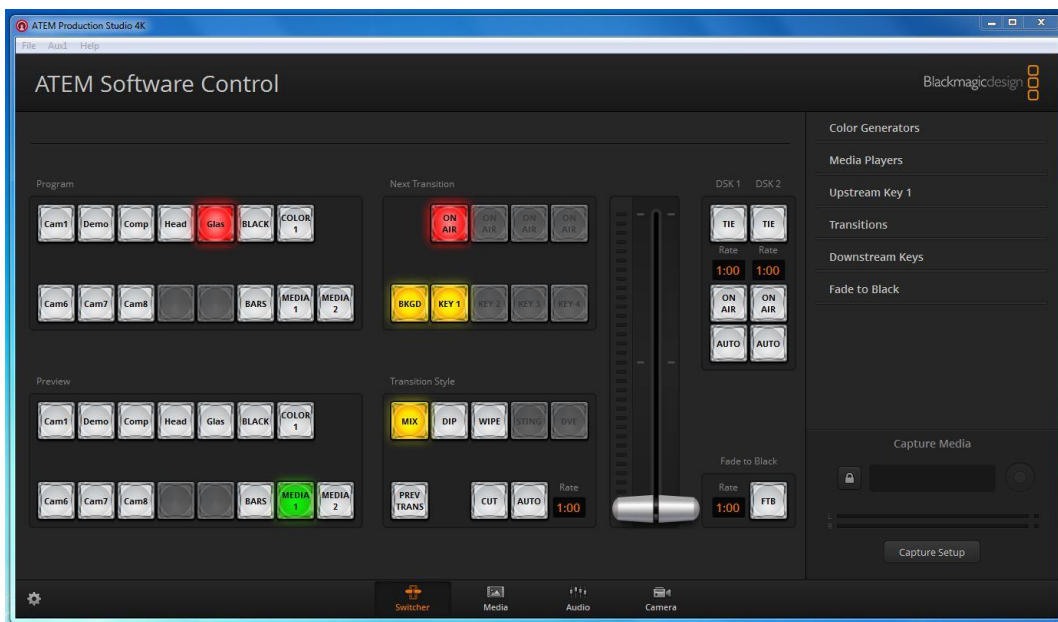 ATEM Production Studio 4K
File Aux1 Help
ATEM Software Control
Blackmagicdesign
Program
Cam1 Demo Comp Head Glas BLACK COLOR 1
Cam6 Cam7 Cam8 BARS MEDIA 1 MEDIA 2
Preview
Cam1 Demo Comp Head Glas BLACK COLOR 1
Cam6 Cam7 Cam8 BARS MEDIA 1 MEDIA 2
Next Transition
ON AIR ON AIR ON AIR ON AIR
BKGD KEY 1 KEY 2 KEY 3 KEY 4
Transition Style
MIX DIP WIPE STING DVE
PREV TRANS CUT AUTO Rate 1:00
DSK 1 DSK 2
TIE TIE
Rate Rate
1:00 1:00
ON AIR ON AIR
AUTO AUTO
Fade to Black
Rate
1:00 FTB
Color Generators
Media Players
Upstream Key 1
Transitions
Downstream Keys
Fade to Black
Capture Media
L
R
Capture Setup
Switcher Media Audio Camera